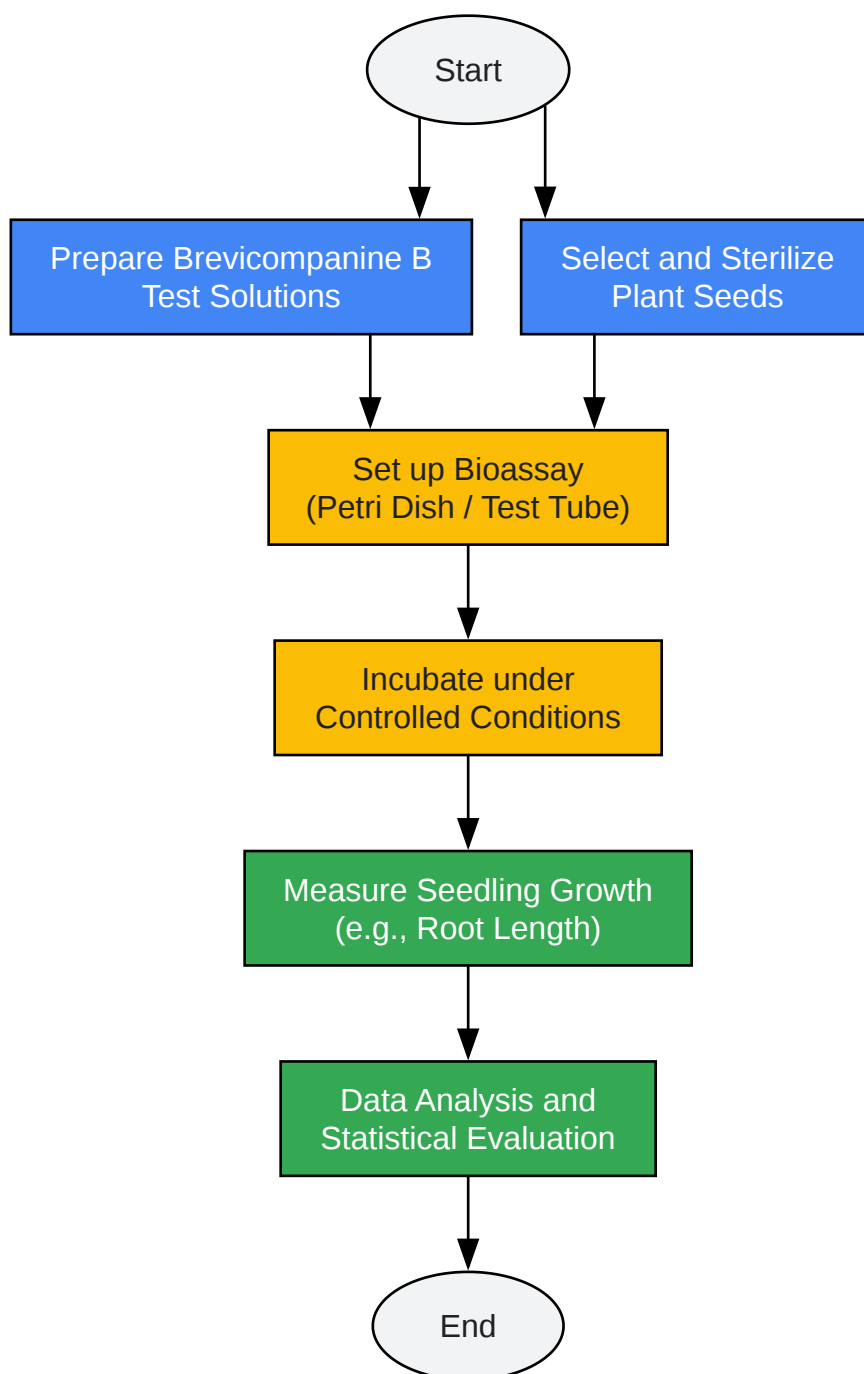 Start
Prepare Brevicompanine B
Test Solutions
Select and Sterilize
Plant Seeds
Set up Bioassay
(Petri Dish / Test Tube)
Incubate under
Controlled Conditions
Measure Seedling Growth
(e.g., Root Length)
Data Analysis and
Statistical Evaluation
End